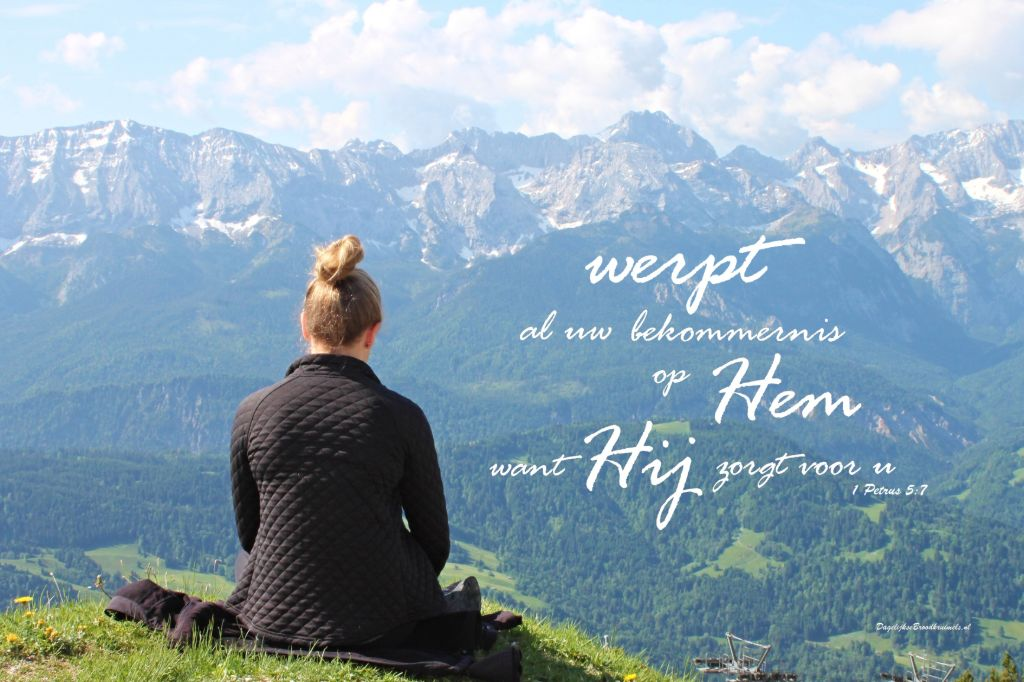 werpt
al uw bekommernis
op Hem
want Hij zorgt voor u
1 Petrus 5:7
DagelijkseBroodkruimels.nl